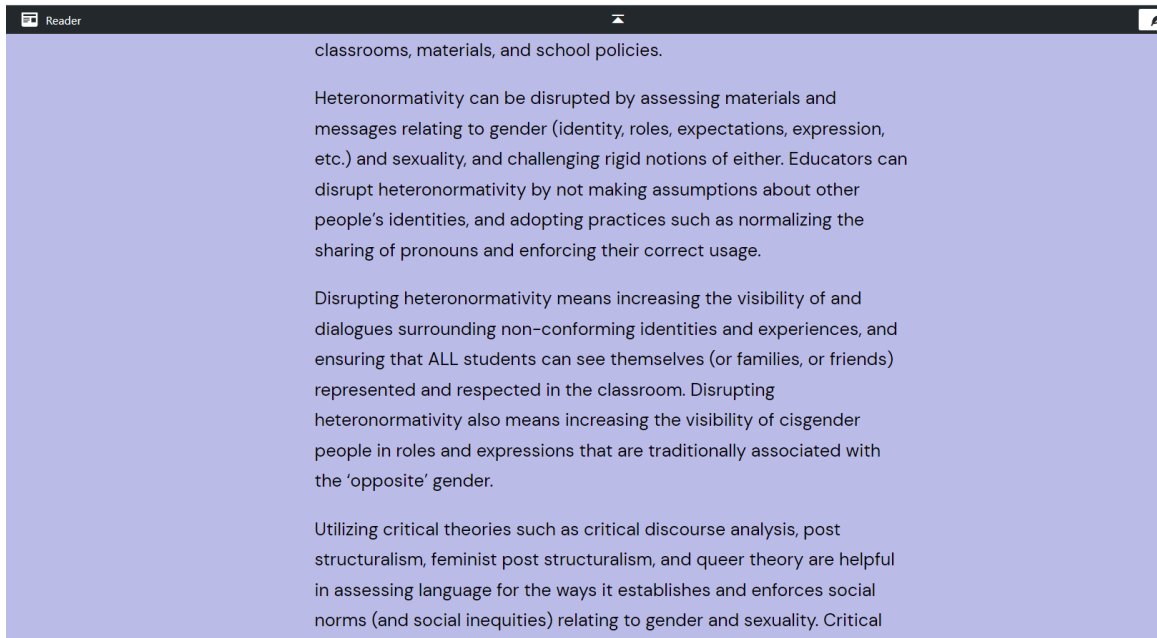 Reader
classrooms, materials, and school policies.
Heteronormativity can be disrupted by assessing materials and
messages relating to gender (identity, roles, expectations, expression,
etc.) and sexuality, and challenging rigid notions of either. Educators can
disrupt heteronormativity by not making assumptions about other
people’s identities, and adopting practices such as normalizing the
sharing of pronouns and enforcing their correct usage.
Disrupting heteronormativity means increasing the visibility of and
dialogues surrounding non-conforming identities and experiences, and
ensuring that ALL students can see themselves (or families, or friends)
represented and respected in the classroom. Disrupting
heteronormativity also means increasing the visibility of cisgender
people in roles and expressions that are traditionally associated with
the ‘opposite’ gender.
Utilizing critical theories such as critical discourse analysis, post
structuralism, feminist post structuralism, and queer theory are helpful
in assessing language for the ways it establishes and enforces social
norms (and social inequities) relating to gender and sexuality. Critical